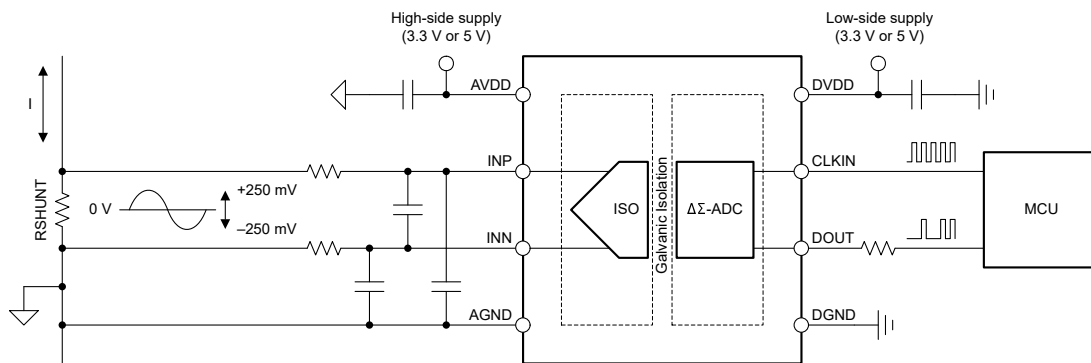 High-side supply
(3.3 V or 5 V)
Low-side supply
(3.3 V or 5 V)
AVDD
DVDD
I
INP
CLKIN
RSHUNT
0 V
+250 mV
–250 mV
ISO
Galvanic Isolation
ΔΣ-ADC
MCU
INN
DOUT
AGND
DGND